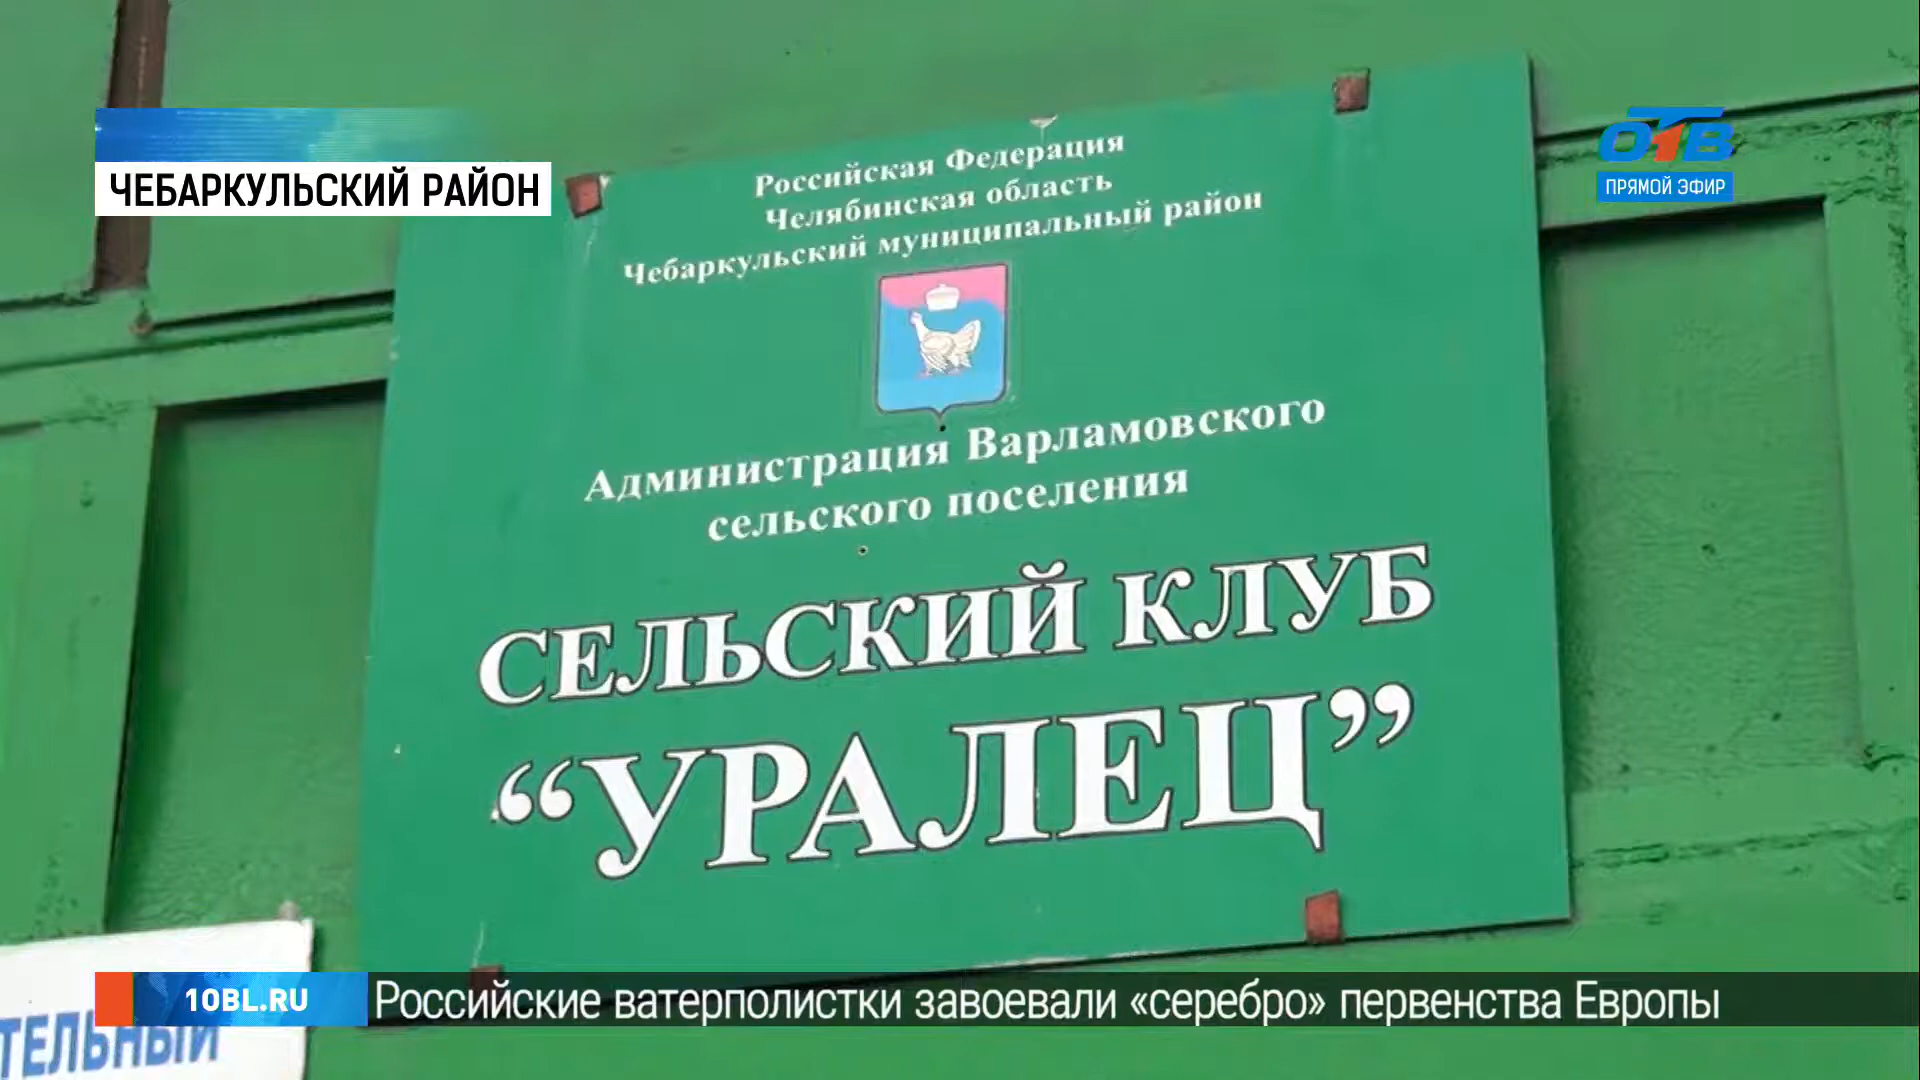 ЧЕБАРКУЛЬСКИЙ РАЙОН
ОТВ
ПРЯМОЙ ЭФИР
Российская Федерация
Челябинская область
Чебаркульский муниципальный район
Администрация Варламовского
сельского поселения
СЕЛЬСКИЙ КЛУБ
“УРАЛЕЦ”
ТЕЛЬНЫЙ
10BL.RU
Российские ватерполистки завоевали «серебро» первенства Европы